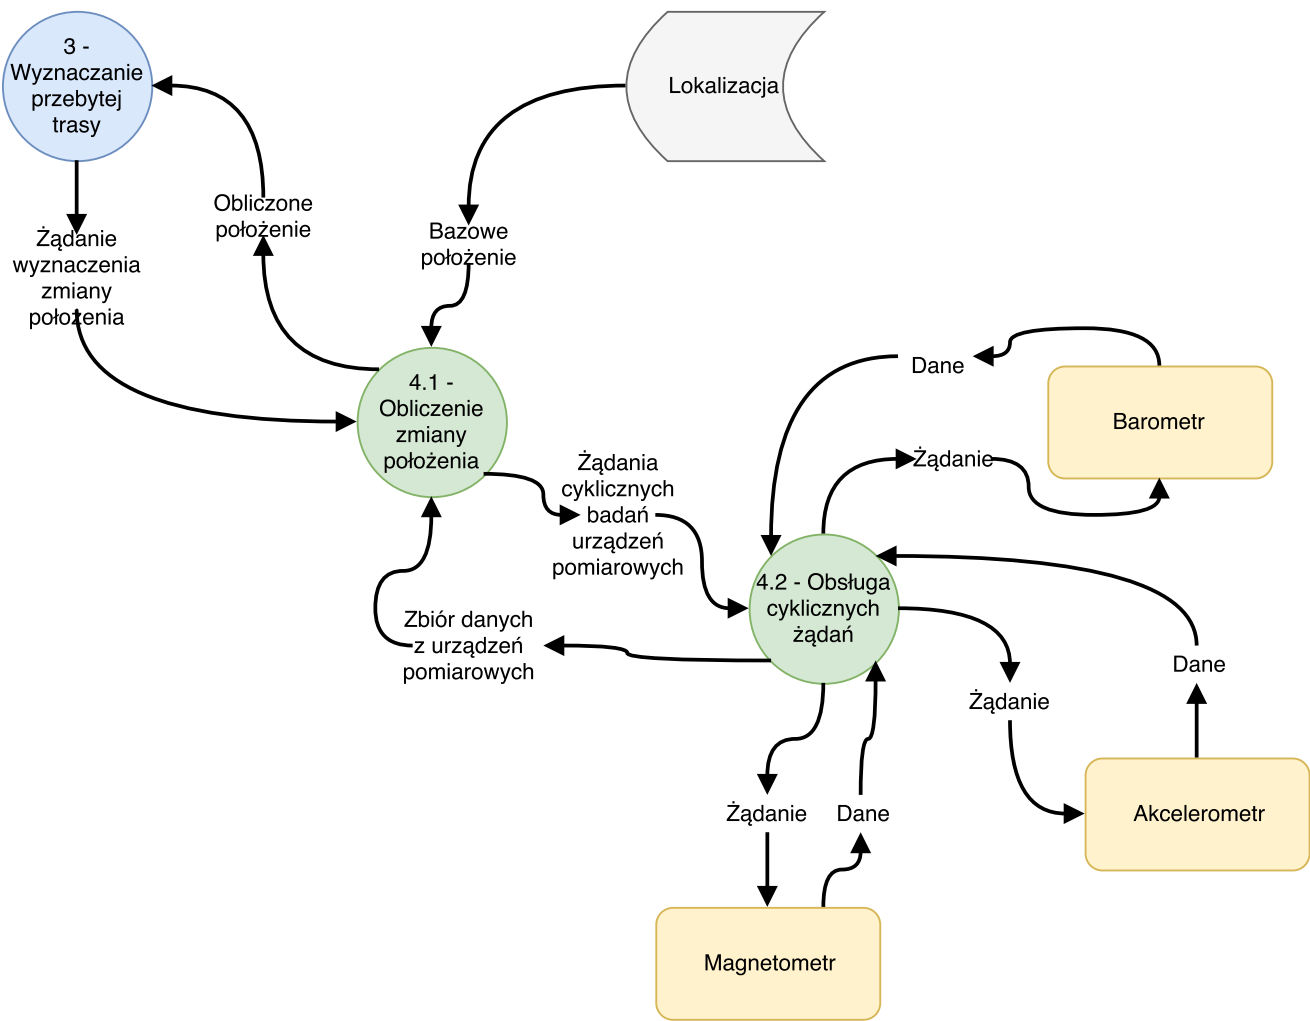 3 -
Wyznaczanie
przebytej
trasy
Lokalizacja
Obliczone
położenie
Bazowe
położenie
Żądanie
wyznaczenia
zmiany
położenia
4.1 -
Obliczenie
zmiany
położenia
Dane
Barometr
Żądanie
Żądania
cyklicznych
badań
urządzeń
pomiarowych
4.2 - Obsługa
cyklicznych
żądań
Zbiór danych
z urządzeń
pomiarowych
Dane
Żądanie
Żądanie
Dane
Akcelerometr
Magnetometr